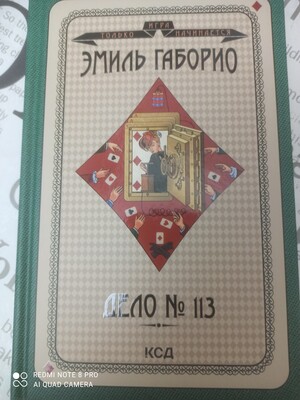 ИГРА
ТОЛЬКО НАЧИНАЕТСЯ
ЭМИЛЬ ГАБОРИО
ДЕЛО № 113
КСД
REDMI NOTE 8 PRO
AI QUAD CAMERA